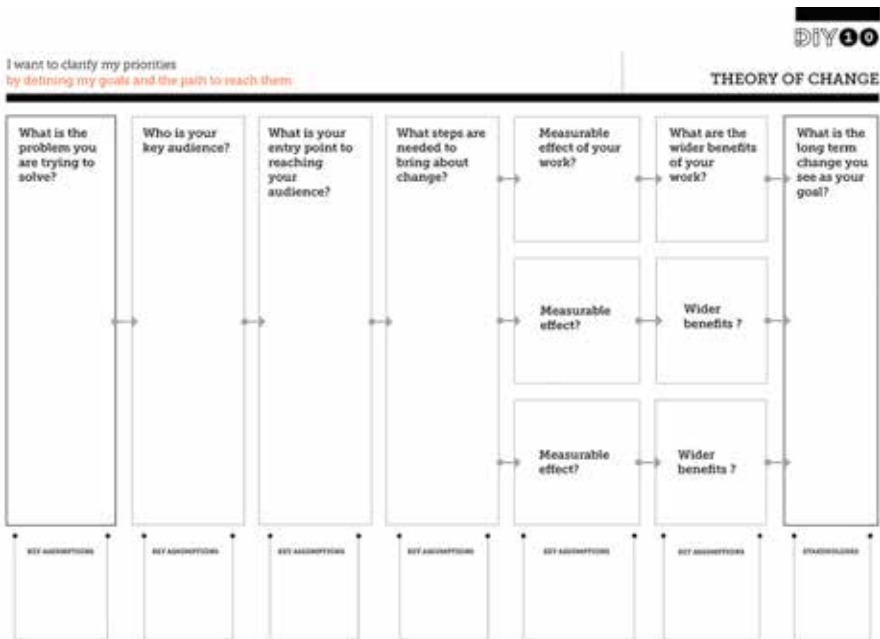 DIY10
I want to clarify my priorities
by defining my goals and the path to reach them
THEORY OF CHANGE
What is the
problem you
are trying to
solve?
Who is your
key audience?
What is your
entry point to
reaching
your
audience?
What steps are
needed to
bring about
change?
Measurable
effect of your
work?
What are the
wider benefits
of your
work?
What is the
long term
change you
see as your
goal?
Measurable
effect?
Wider
benefits ?
Measurable
effect?
Wider
benefits ?
KEY ASSUMPTIONS
KEY ASSUMPTIONS
KEY ASSUMPTIONS
KEY ASSUMPTIONS
KEY ASSUMPTIONS
KEY ASSUMPTIONS
STAKEHOLDERS